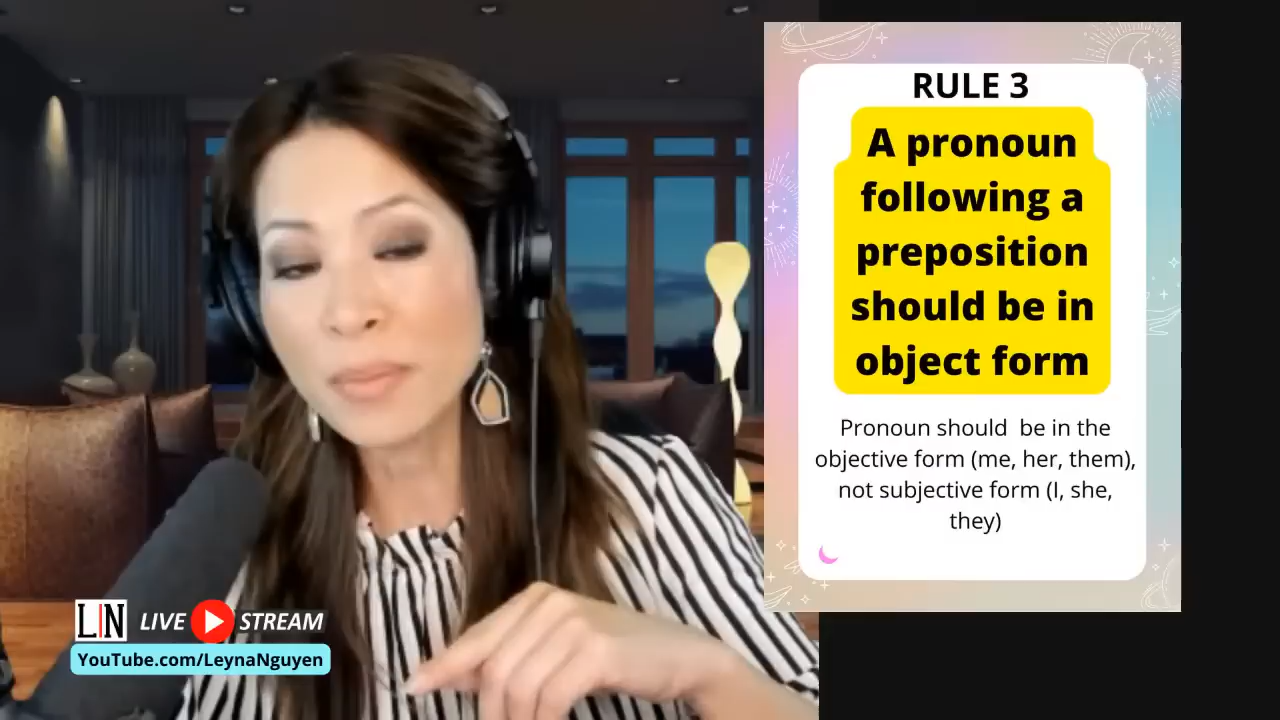 RULE 3
A pronoun
following a
preposition
should be in
object form
Pronoun should  be in the
objective form (me, her, them),
not subjective form (I, she,
they)
LIN LIVE STREAM
YouTube.com/LeynaNguyen